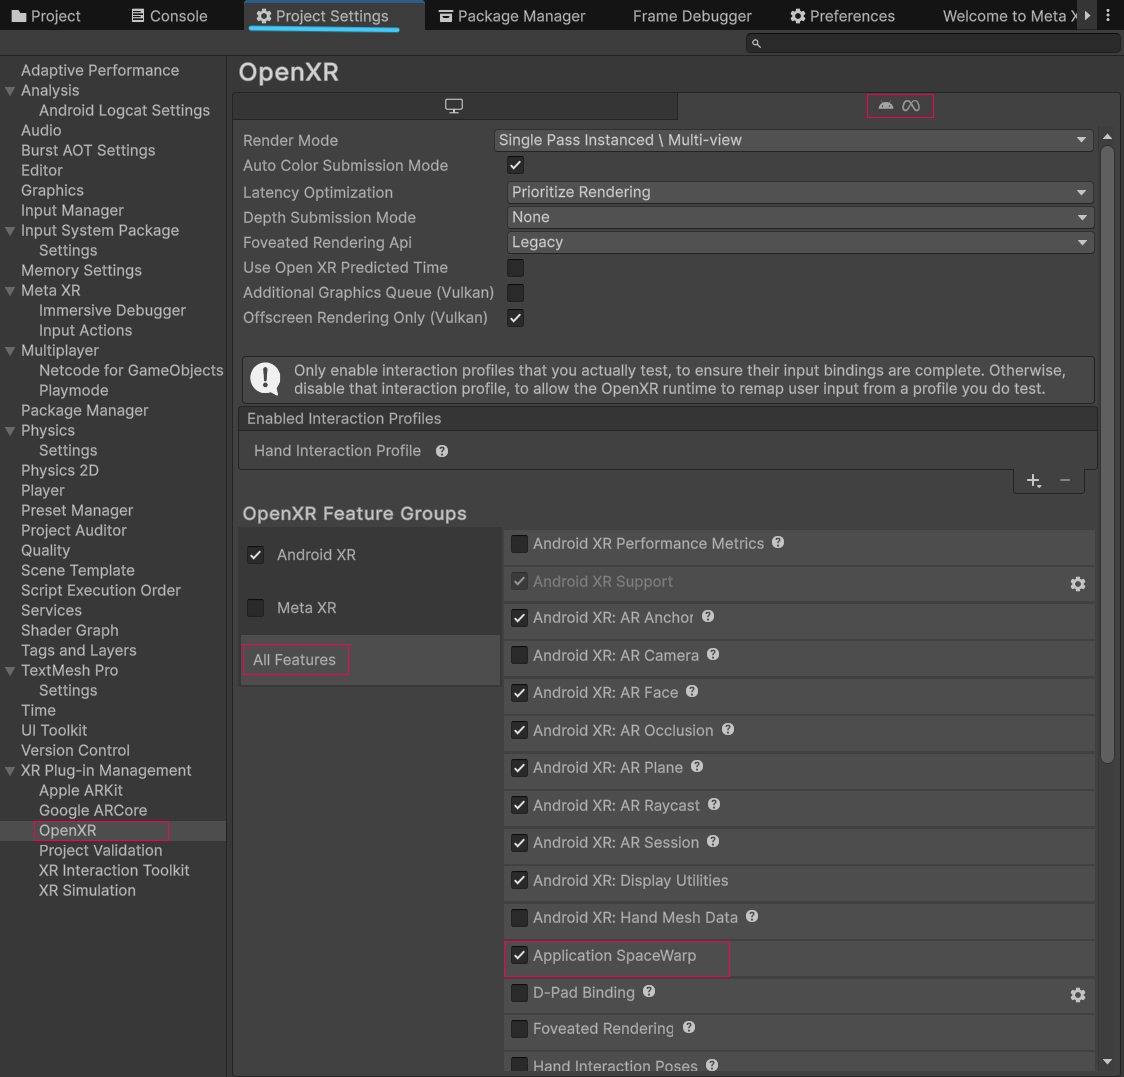 Project
Console
Project Settings
Package Manager
Frame Debugger
Preferences
Welcome to Meta X
Adaptive Performance
Analysis
Android Logcat Settings
Audio
Burst AOT Settings
Editor
Graphics
Input Manager
Input System Package
Settings
Memory Settings
Meta XR
Immersive Debugger
Input Actions
Multiplayer
Netcode for GameObjects
Playmode
Package Manager
Physics
Settings
Physics 2D
Player
Preset Manager
Project Auditor
Quality
Scene Template
Script Execution Order
Services
Shader Graph
Tags and Layers
TextMesh Pro
Settings
Time
UI Toolkit
Version Control
XR Plug-in Management
Apple ARKit
Google ARCore
OpenXR
Project Validation
XR Interaction Toolkit
XR Simulation
OpenXR
Render Mode Single Pass Instanced \ Multi-view
Auto Color Submission Mode
Latency Optimization Prioritize Rendering
Depth Submission Mode None
Foveated Rendering Api Legacy
Use Open XR Predicted Time
Additional Graphics Queue (Vulkan)
Offscreen Rendering Only (Vulkan)
Only enable interaction profiles that you actually test, to ensure their input bindings are complete. Otherwise,
disable that interaction profile, to allow the OpenXR runtime to remap user input from a profile you do test.
Enabled Interaction Profiles
Hand Interaction Profile
OpenXR Feature Groups
Android XR
Meta XR
All Features
Android XR Performance Metrics
Android XR Support
Android XR: AR Anchor
Android XR: AR Camera
Android XR: AR Face
Android XR: AR Occlusion
Android XR: AR Plane
Android XR: AR Raycast
Android XR: AR Session
Android XR: Display Utilities
Android XR: Hand Mesh Data
Application SpaceWarp
D-Pad Binding
Foveated Rendering
Hand Interaction Poses